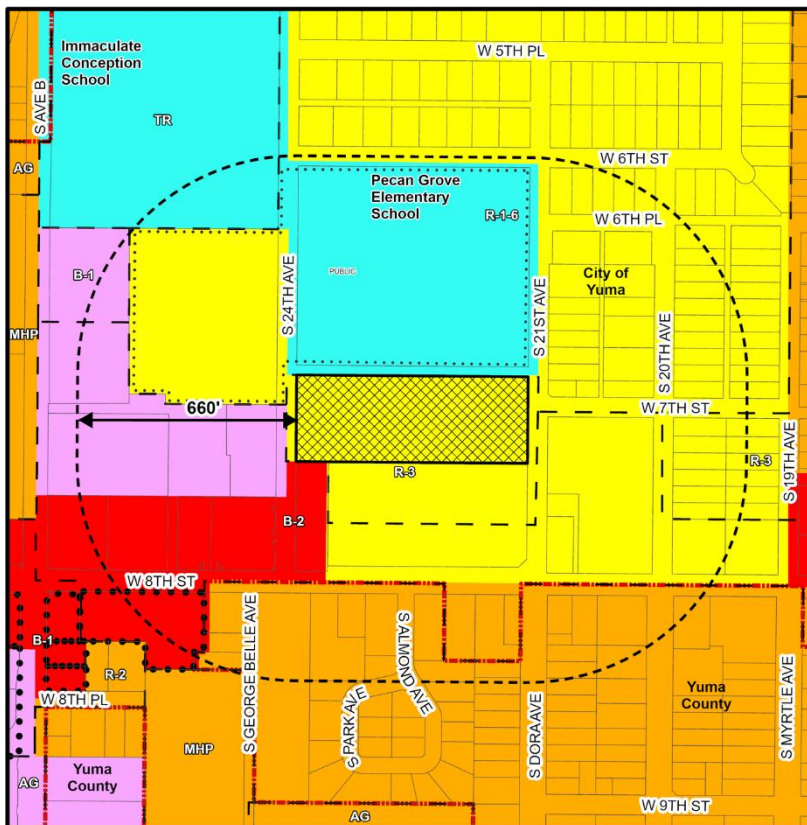 Immaculate
Conception
School
W 5TH PL
S AVE B
TR
W 6TH ST
AG
Pecan Grove
Elementary
School
R-1-6
W 6TH PL
PUBLIC
City of
Yuma
B-1
S 24TH AVE
S 21ST AVE
S 20TH AVE
MHP
660'
W 7TH ST
R-3
R-3
S 19TH AVE
B-2
W 8TH ST
B-1
R-2
S GEORGE BELLE AVE
S ALMOND AVE
S PARK AVE
S DORA AVE
S MYRTLE AVE
W 8TH PL
Yuma
County
MHP
Yuma
County
AG
AG
W 9TH ST